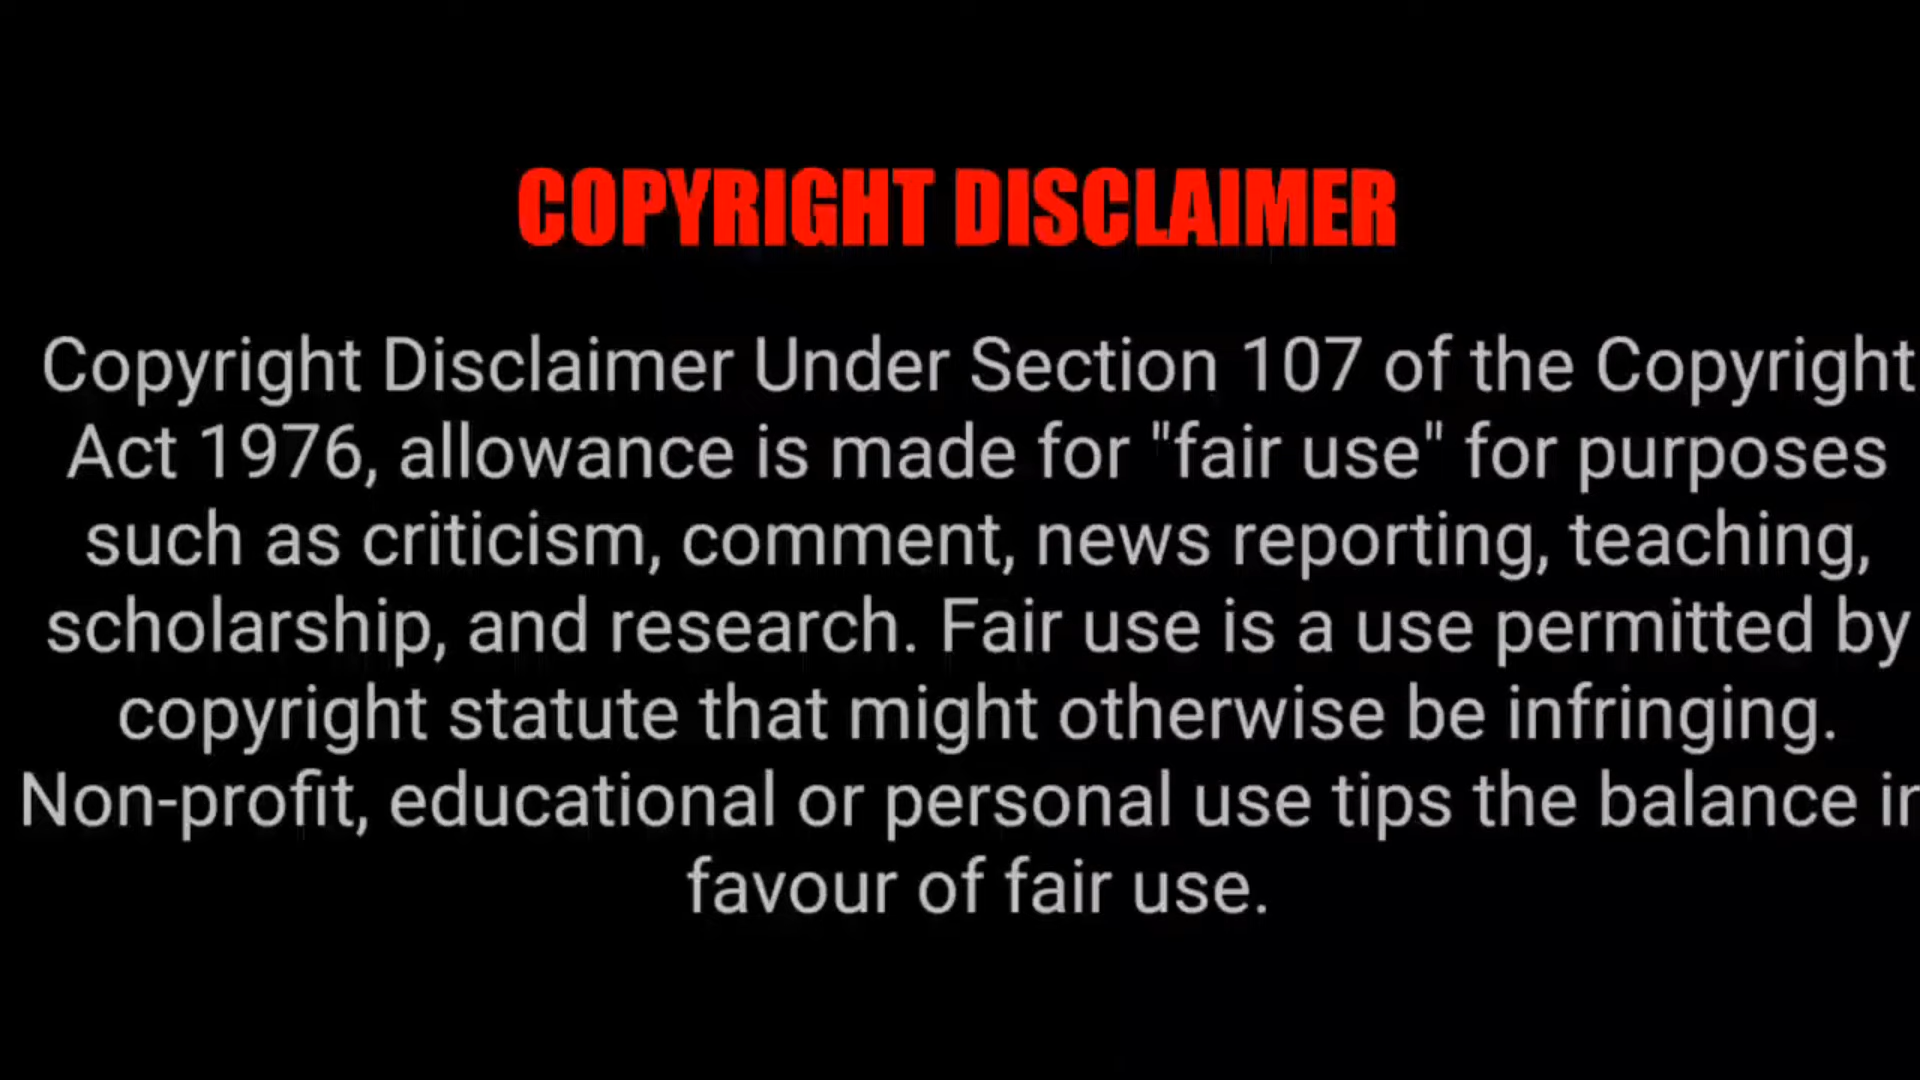 COPYRIGHT DISCLAIMER
Copyright Disclaimer Under Section 107 of the Copyright
Act 1976, allowance is made for "fair use" for purposes
such as criticism, comment, news reporting, teaching,
scholarship, and research. Fair use is a use permitted by
copyright statute that might otherwise be infringing.
Non-profit, educational or personal use tips the balance in
favour of fair use.